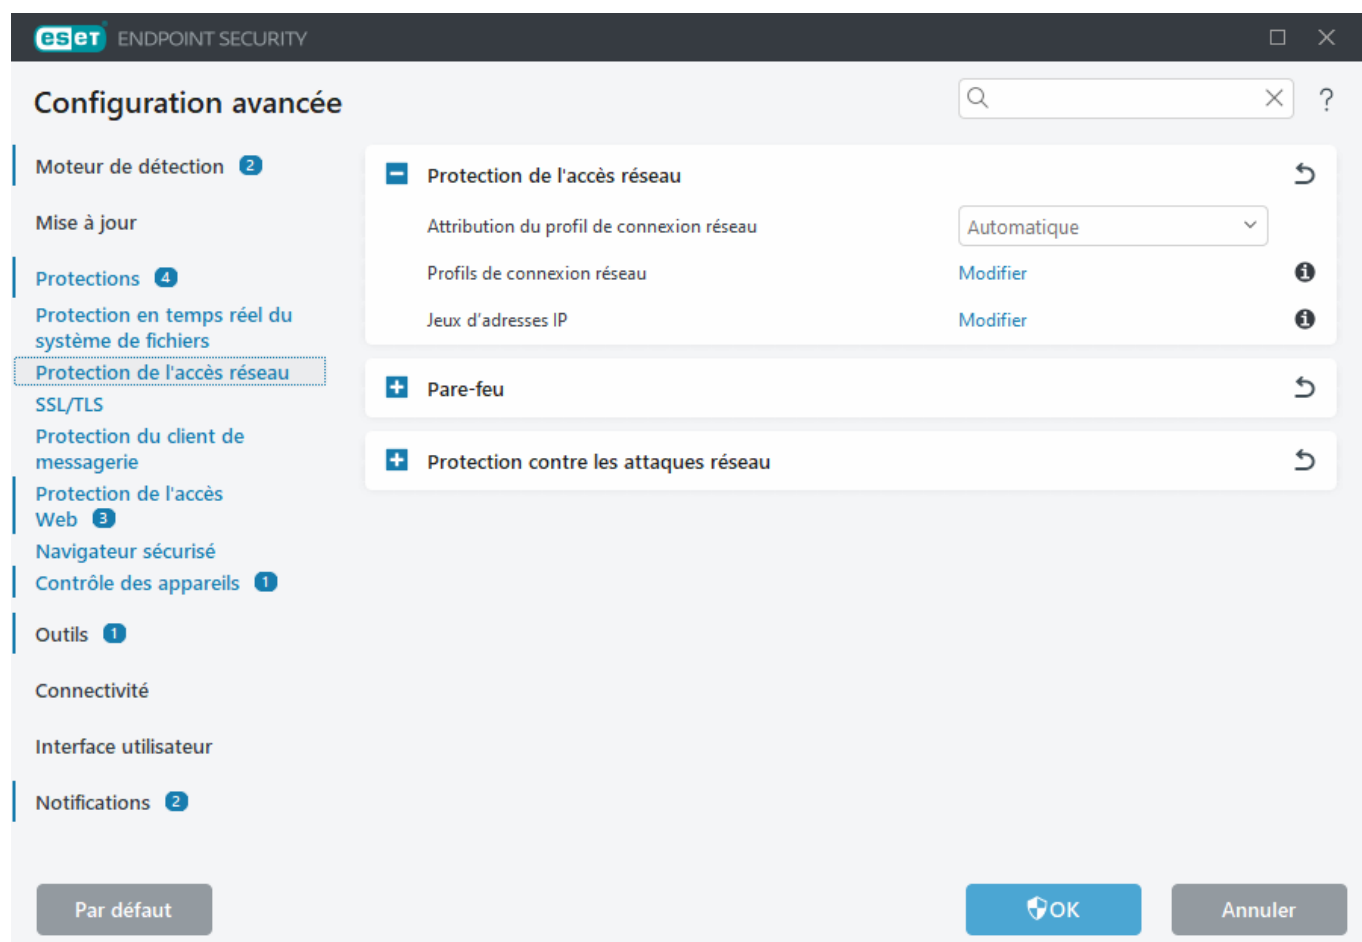 eseT ENDPOINT SECURITY
Configuration avancée
?
Moteur de détection 2
Mise à jour
Protections 4
Protection en temps réel du
système de fichiers
Protection de l'accès réseau
SSL/TLS
Protection du client de
messagerie
Protection de l'accès
Web 3
Navigateur sécurisé
Contrôle des appareils 1
Outils 1
Connectivité
Interface utilisateur
Notifications 2
Protection de l'accès réseau
Attribution du profil de connexion réseau Automatique
Profils de connexion réseau Modifier
Jeux d'adresses IP Modifier
Pare-feu
Protection contre les attaques réseau
Par défaut OK Annuler